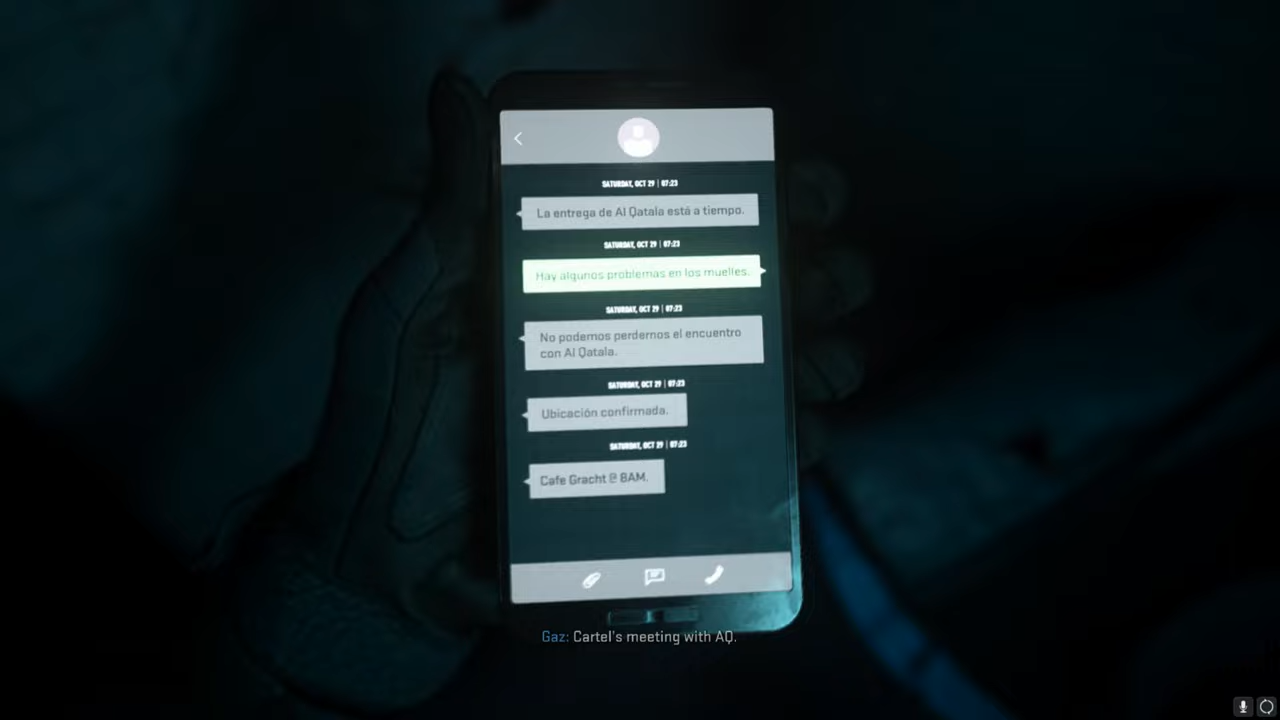 SATURDAY, OCT 29 | 07:23
La entrega de Al Qatala está a tiempo.
SATURDAY, OCT 29 | 07:23
Hay algunos problemas en los muelles.
SATURDAY, OCT 29 | 07:23
No podemos perdernos el encuentro
con Al Qatala.
SATURDAY, OCT 29 | 07:23
Ubicación confirmada.
SATURDAY, OCT 29 | 07:23
Cafe Gracht @ 8AM.
Gaz: Cartel's meeting with AQ.